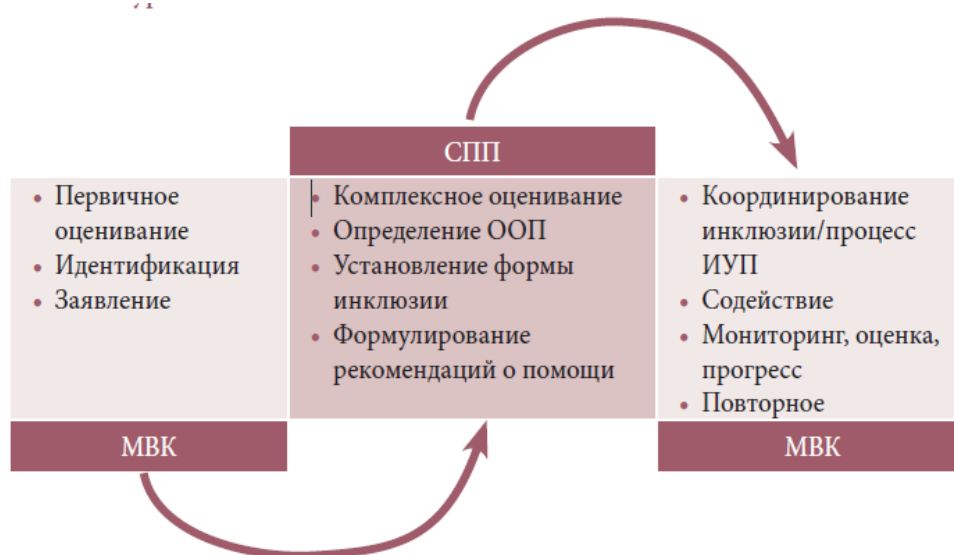 МВК
• Первичное
оценивание
• Идентификация
• Заявление
СПП
• Комплексное оценивание
• Определение ООП
• Установление формы
инклюзии
• Формулирование
рекомендаций о помощи
• Координирование
инклюзии/процесс
ИУП
• Содействие
• Мониторинг, оценка,
прогресс
• Повторное
МВК